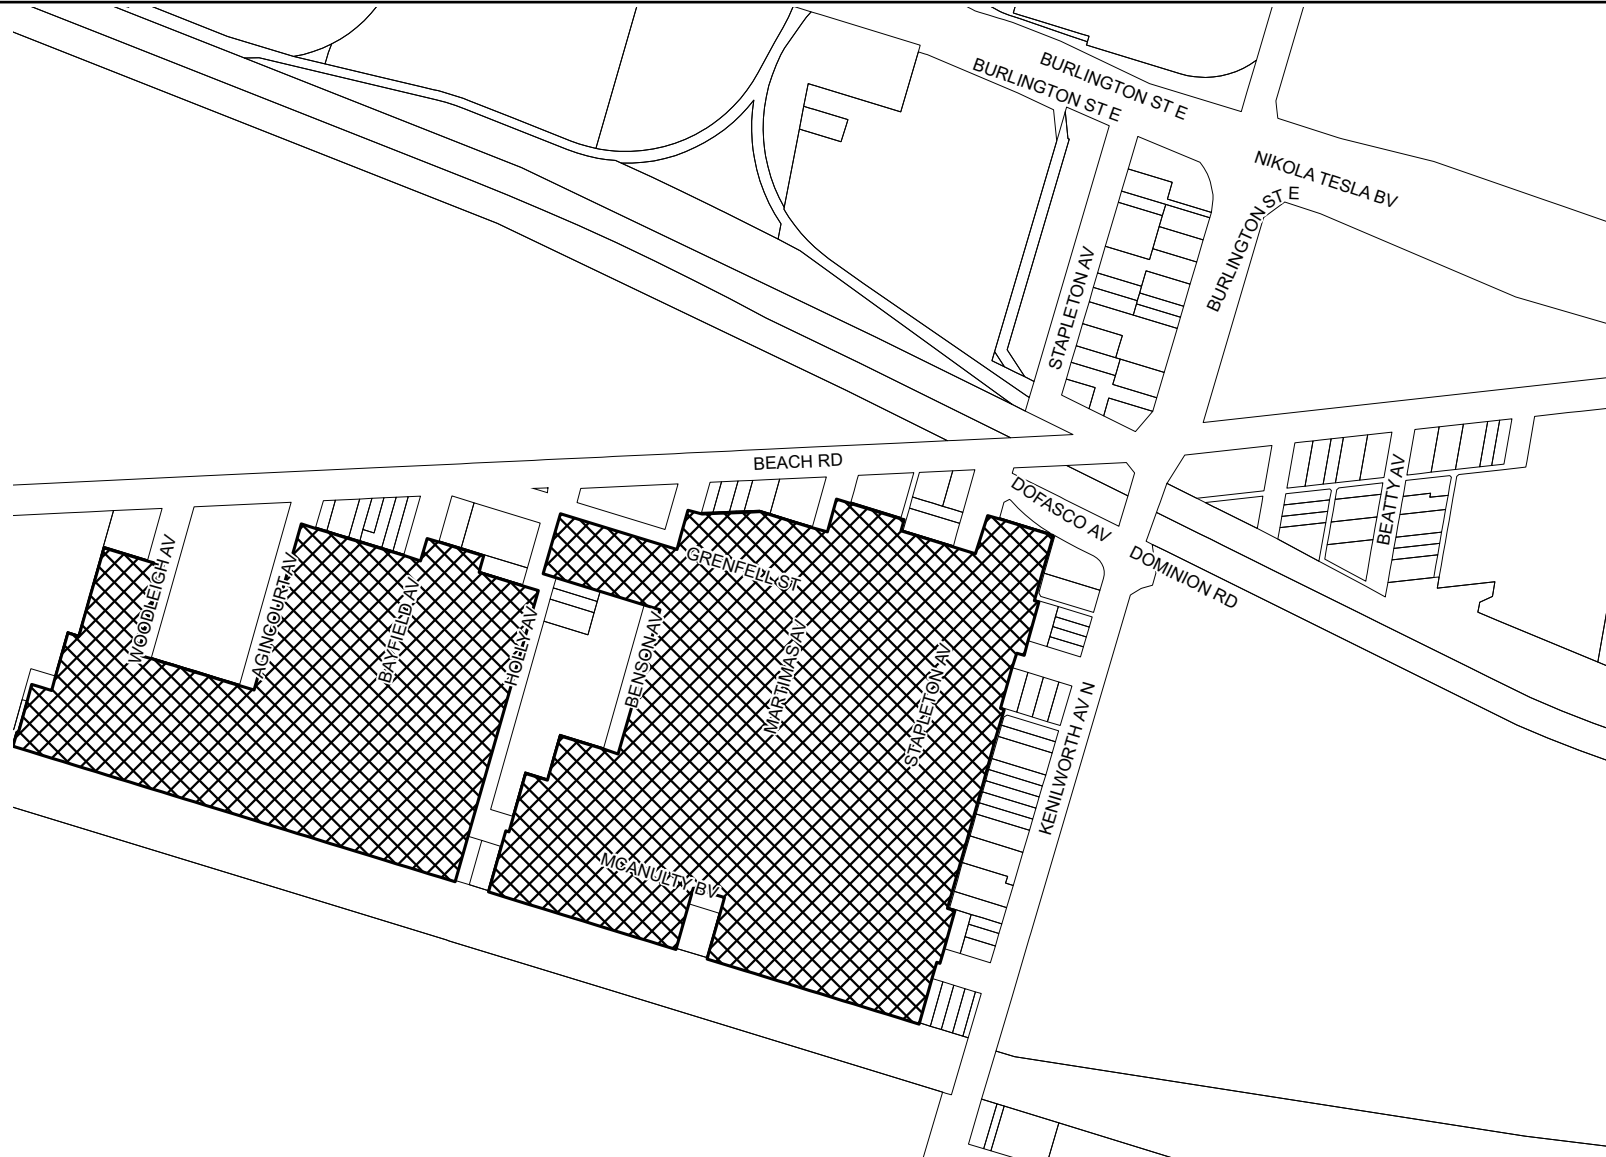 BURLINGTON ST E
BURLINGTON ST E
NIKOLA TESLA BV
BURLINGTON ST E
STAPLETON AV
BEACH RD
BEATTY AV
DOFASCO AV
DOMINION RD
WOODLEIGH AV
AGINCOURT AV
BAYFIELD AV
HOLLY AV
GRENFELL ST
BENSON AV
MARTIMAS AV
STAPLETON AV
KENILWORTH AV N
MCANULTY BV